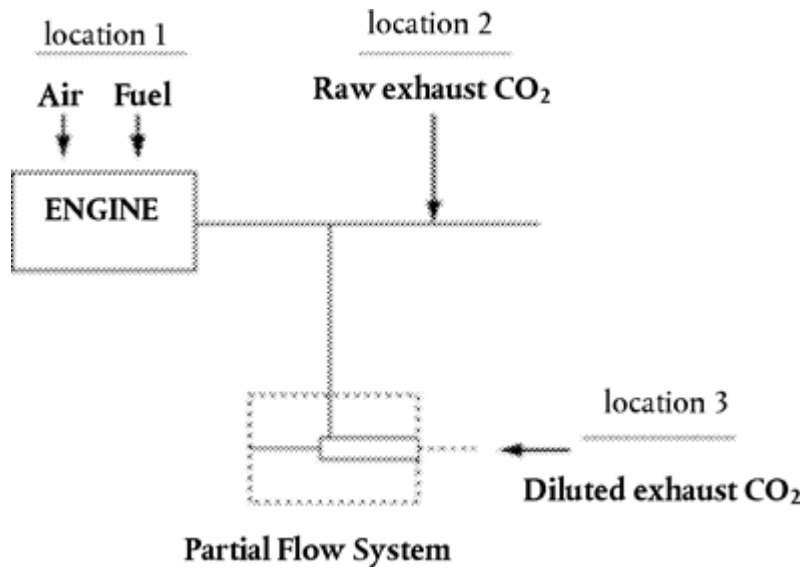 location 1
location 2
Air Fuel
Raw exhaust CO₂
ENGINE
location 3
Diluted exhaust CO₂
Partial Flow System